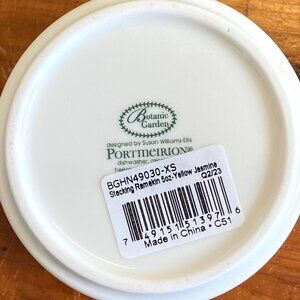 Botanic
Garden
designed by Susan Williams-Ellis
PORTMEIRION®
dishwasher,
BGHN49030-XS
Stacking Ramekin 5oz-Yellow Jasmine
Q2/23
7 49151 51397 6
Made in China • C51